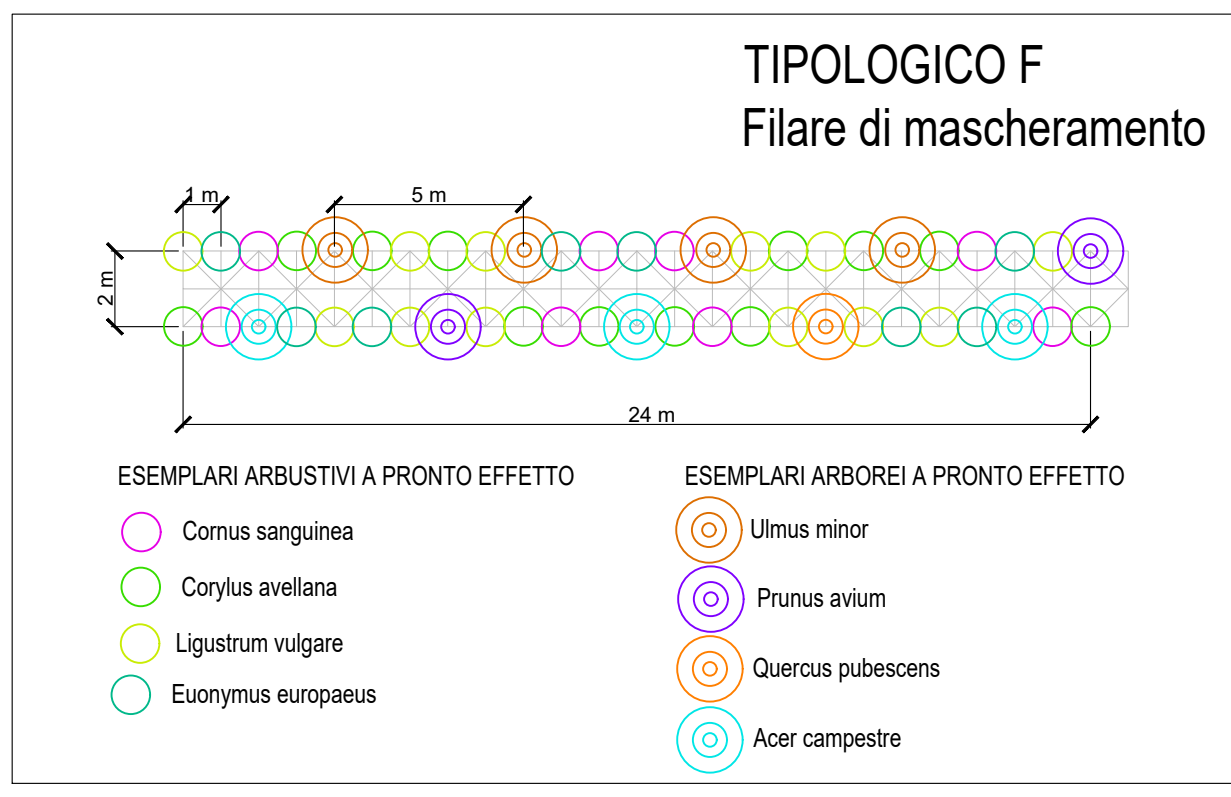 TIPOLOGICO F
Filare di mascheramento
1 m
5 m
2 m
24 m
ESEMPLARI ARBUSTIVI A PRONTO EFFETTO
Cornus sanguinea
Corylus avellana
Ligustrum vulgare
Euonymus europaeus
ESEMPLARI ARBOREI A PRONTO EFFETTO
Ulmus minor
Prunus avium
Quercus pubescens
Acer campestre